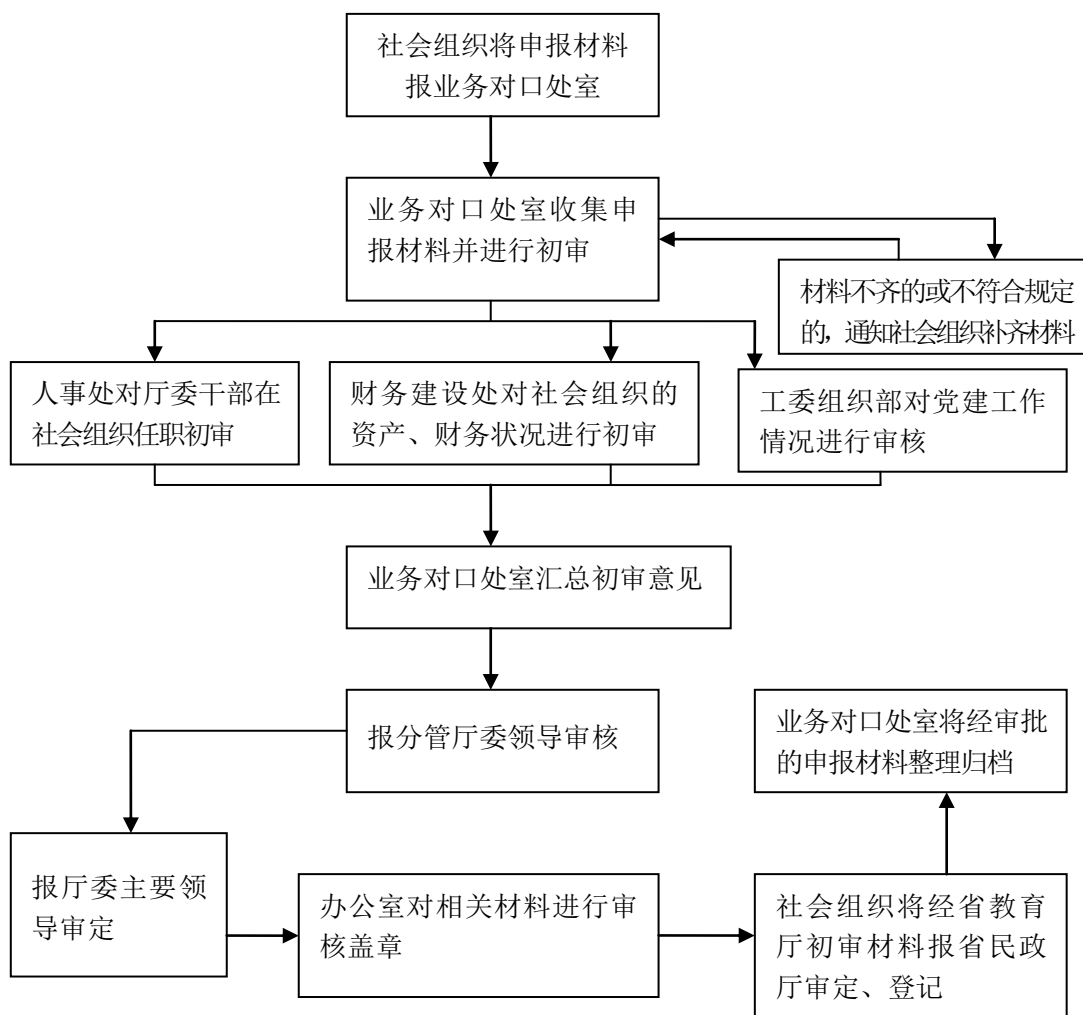 社会组织将申报材料
报业务对口处室
业务对口处室收集申
报材料并进行初审
材料不齐的或不符合规定
的，通知社会组织补齐材料
人事处对厅委干部在
社会组织任职初审
财务建设处对社会组织的
资产、财务状况进行初审
工委组织部对党建工作
情况进行审核
业务对口处室汇总初审意见
报分管厅委领导审核
业务对口处室将经审批
的申报材料整理归档
报厅委主要领
导审定
办公室对相关材料进行审
核盖章
社会组织将经省教育
厅初审材料报省民政
厅审定、登记